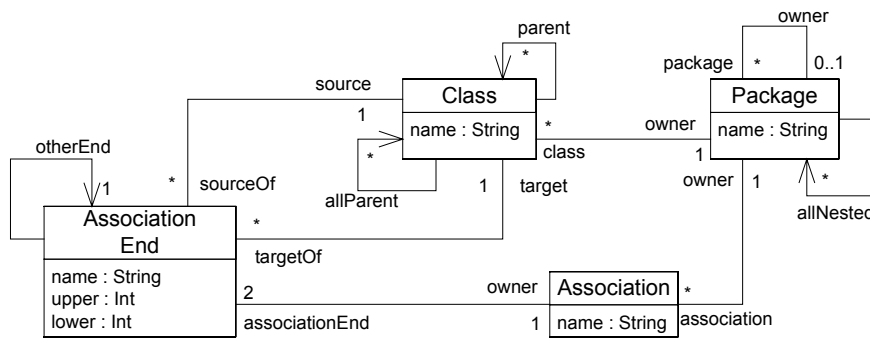 owner
parent
package
*
0..1
*
source
Class
Package
1
name : String
*
owner
name : String
otherEnd
*
class
1
1
*
sourceOf
allParent
1
target
owner
1
*
Association
End
*
allNested
targetOf
name : String
upper : Int
lower : Int
2
owner
Association
*
associationEnd
1
name : String
association